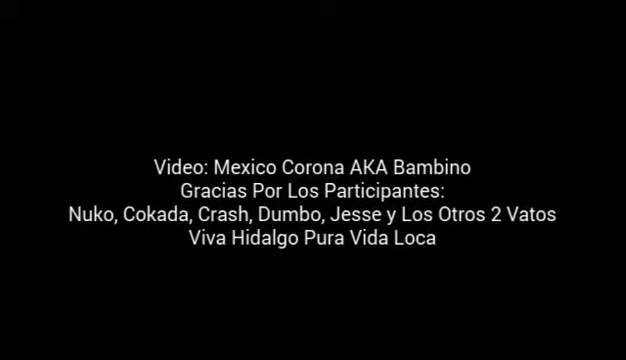 Video: Mexico Corona AKA Bambino
Gracias Por Los Participantes:
Nuko, Cokada, Crash, Dumbo, Jesse y Los Otros 2 Vatos
Viva Hidalgo Pura Vida Loca